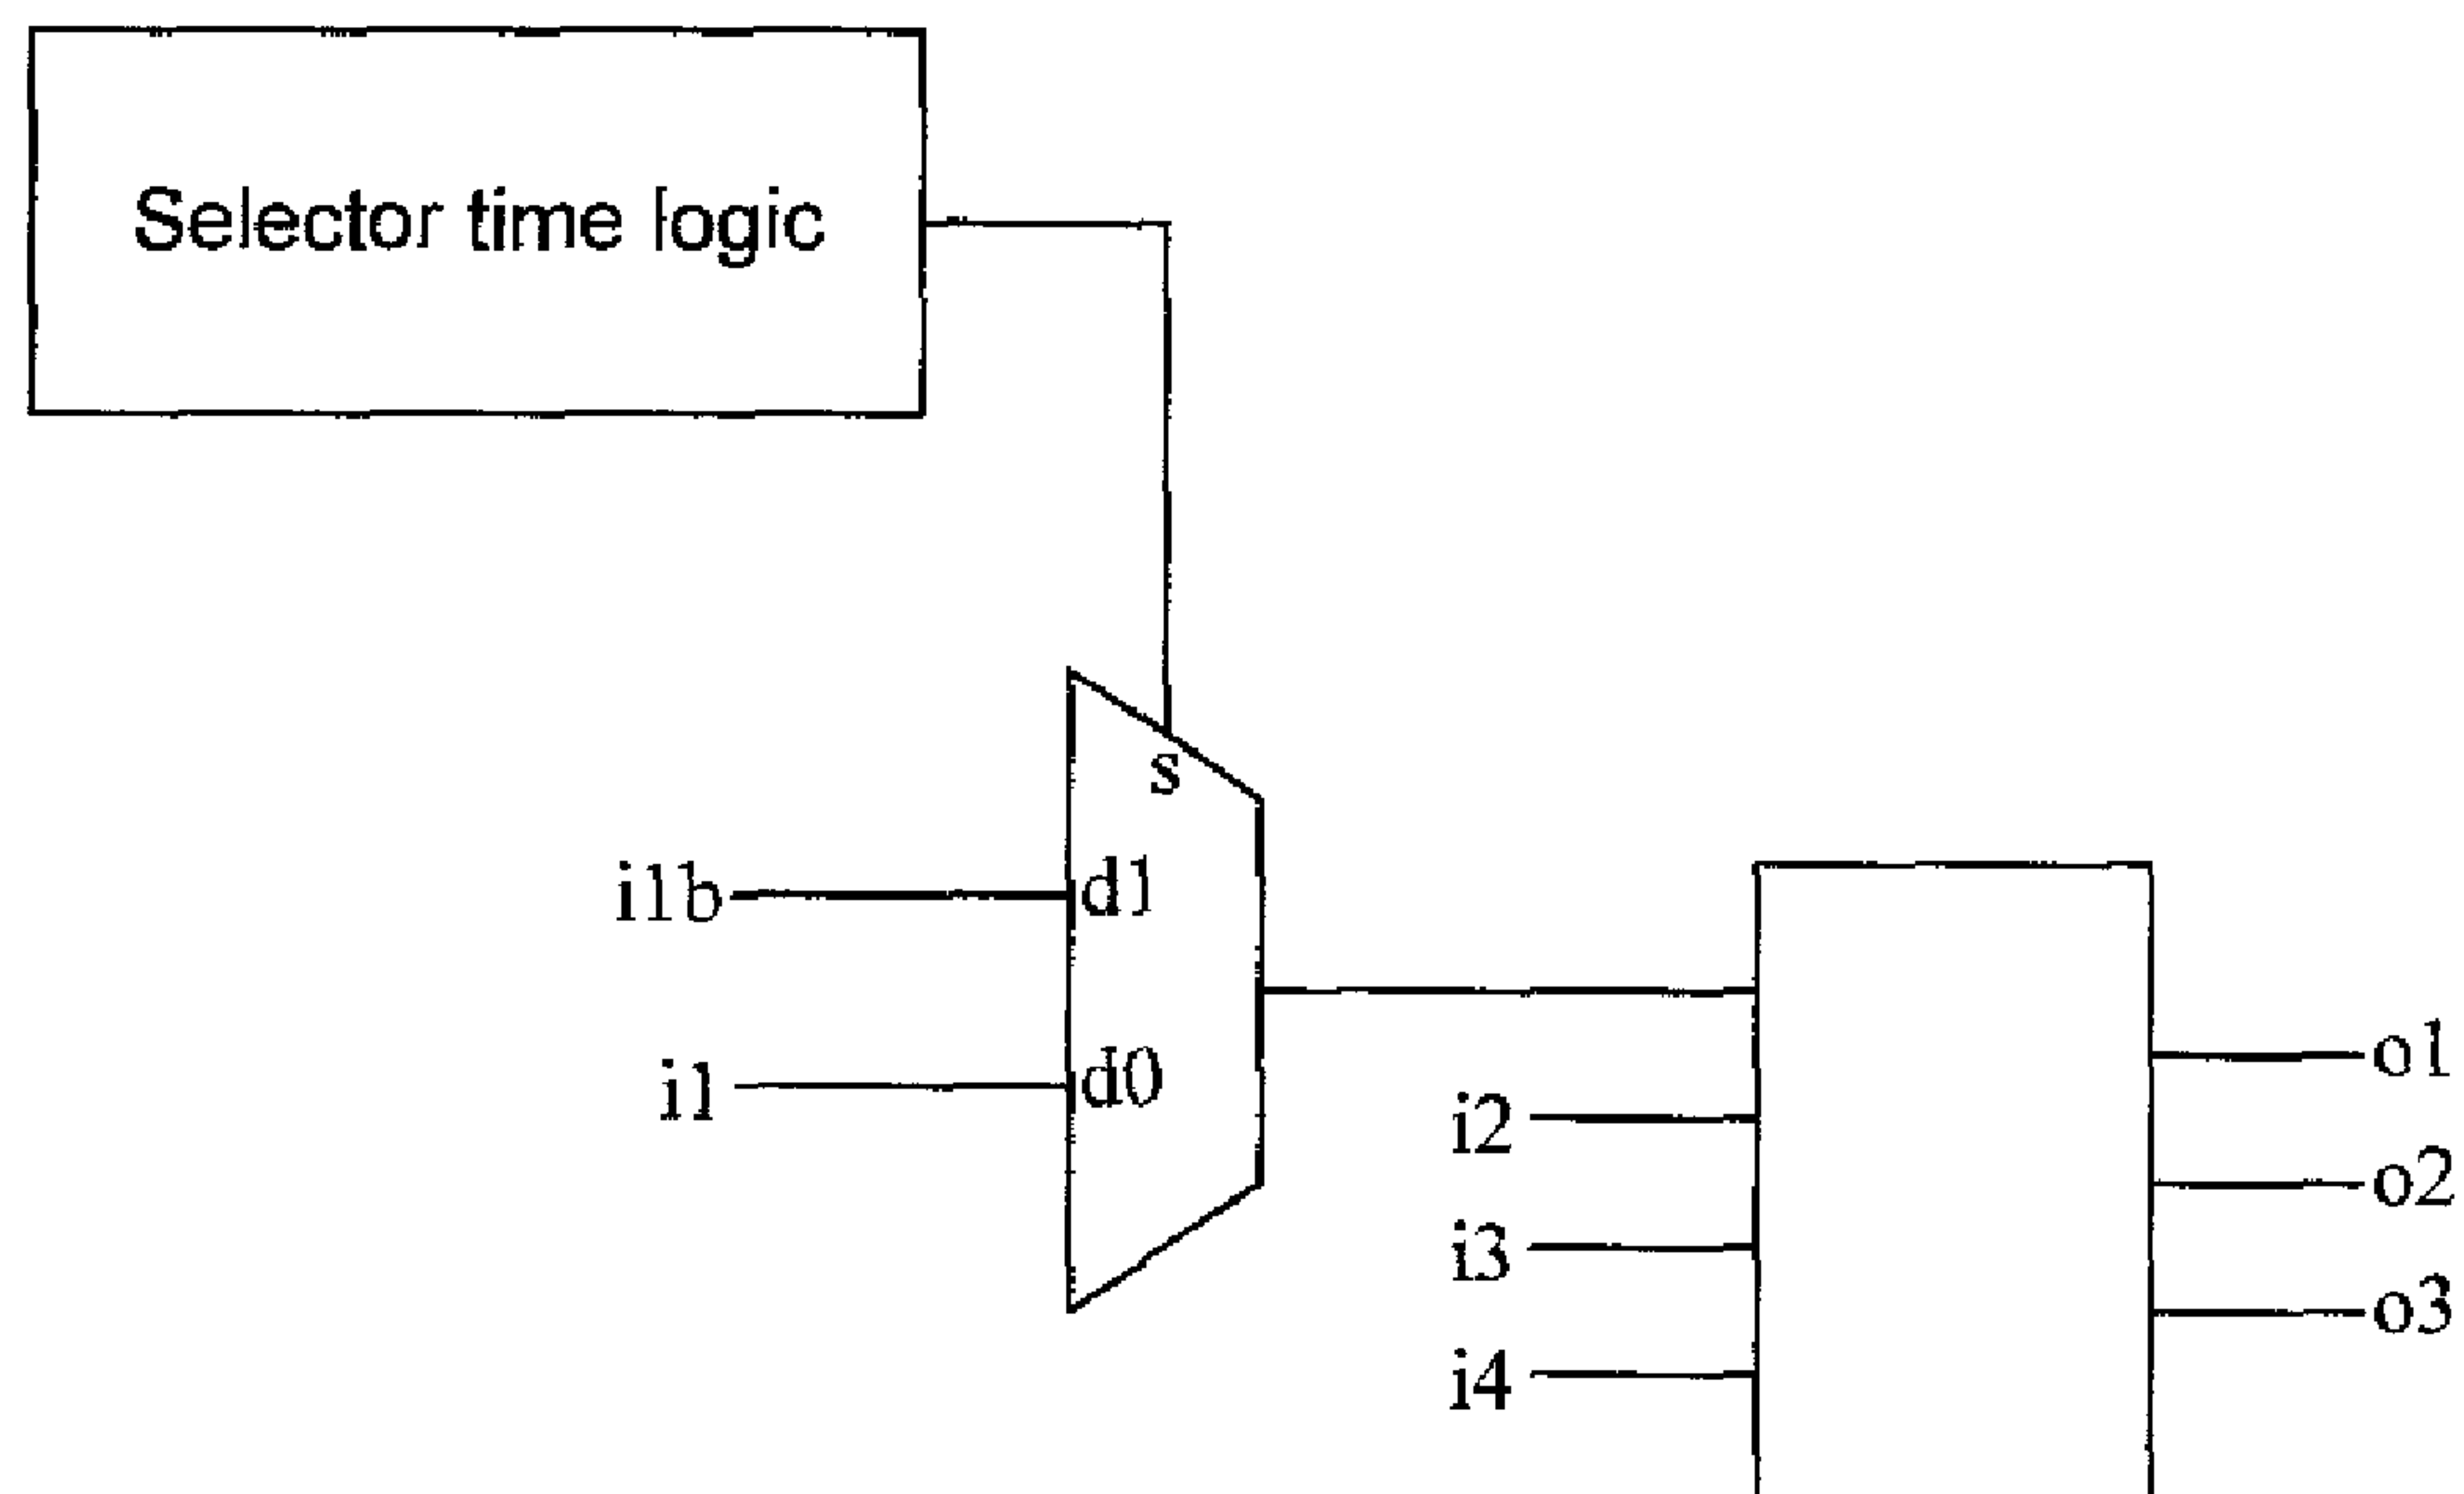 Selector time logic
s
i1b
d1
i1
d0
i2
i3
i4
o1
o2
o3